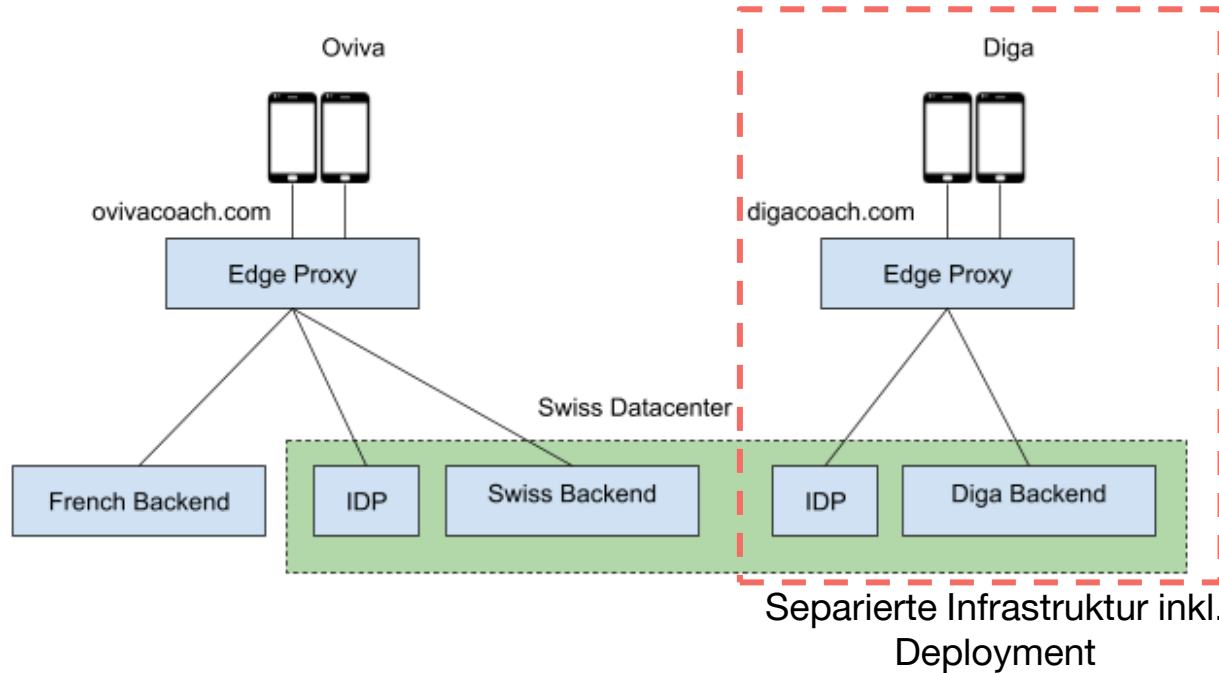 Oviva
Diga
ovivacoach.com
digacoach.com
Edge Proxy
Edge Proxy
Swiss Datacenter
French Backend
IDP
Swiss Backend
IDP
Diga Backend
Separierte Infrastruktur inkl.
Deployment